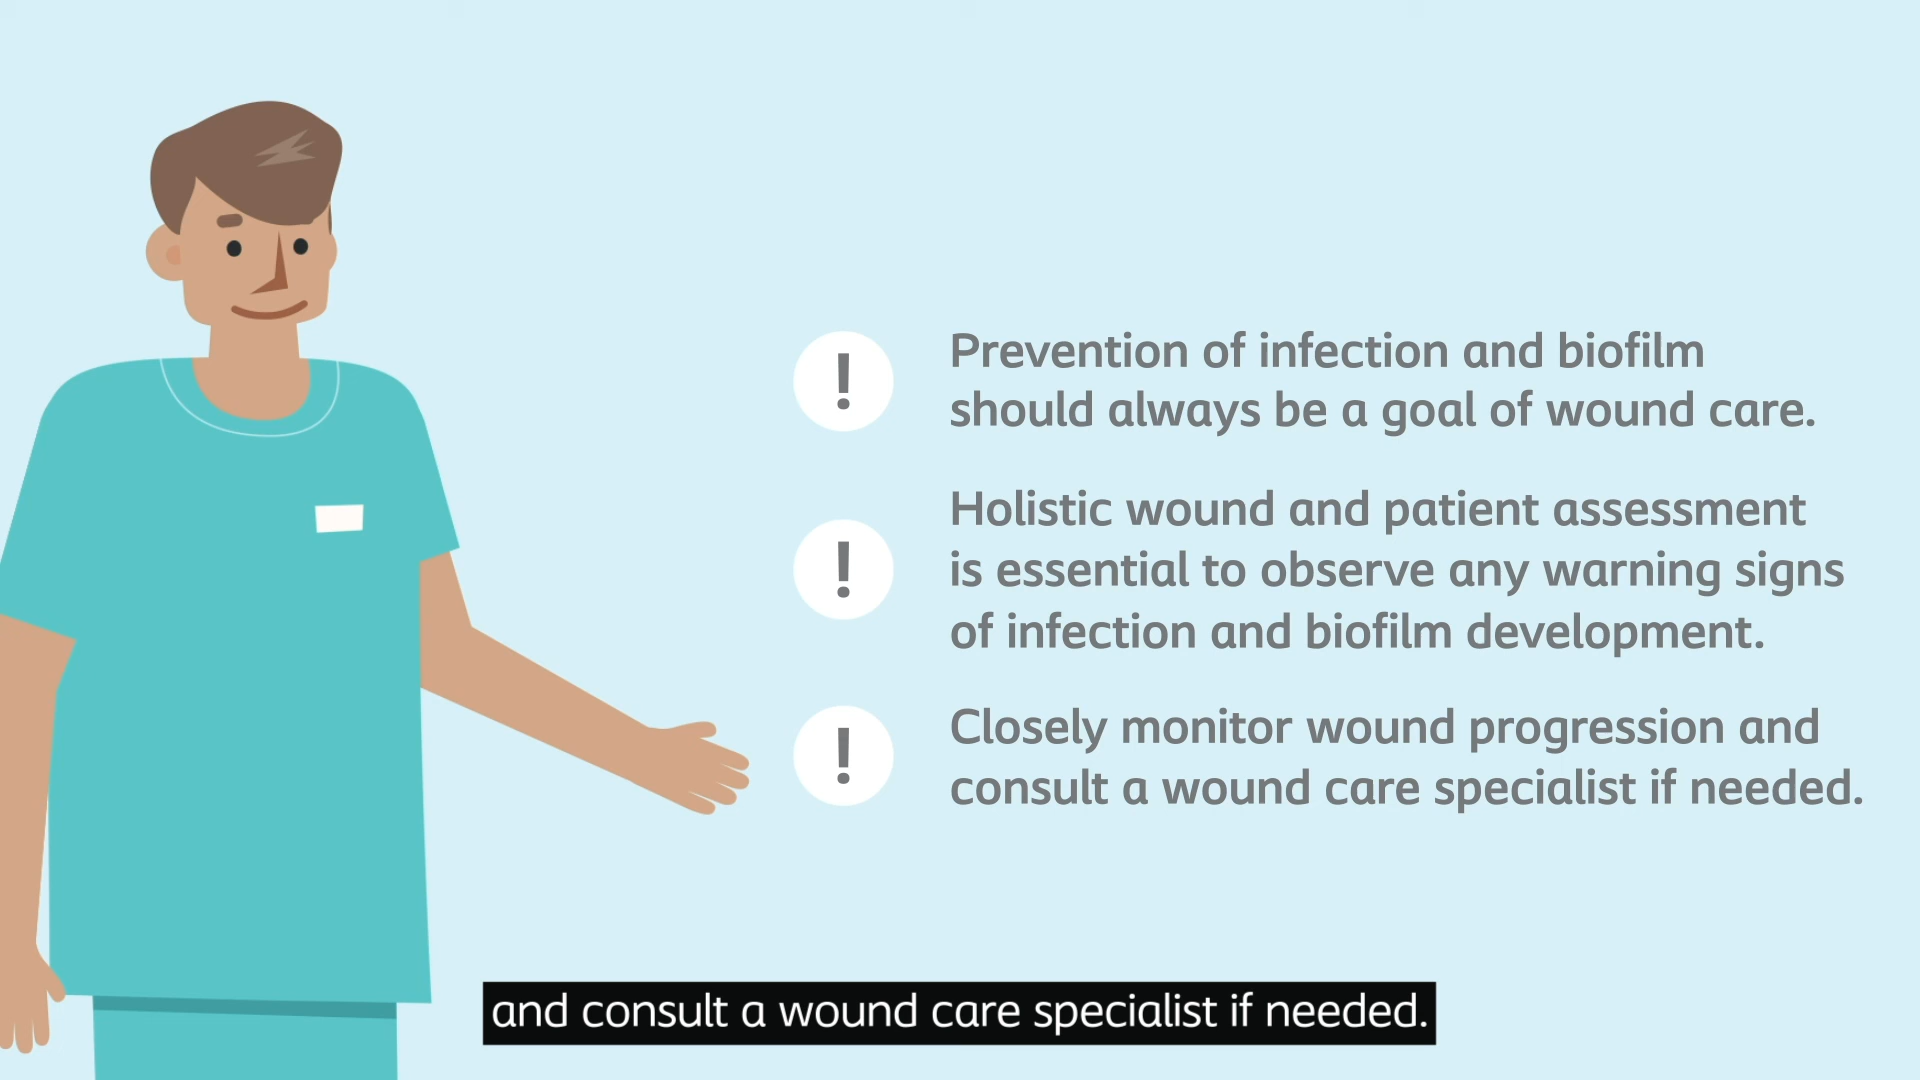 !
Prevention of infection and biofilm
should always be a goal of wound care.
!
Holistic wound and patient assessment
is essential to observe any warning signs
of infection and biofilm development.
!
Closely monitor wound progression and
consult a wound care specialist if needed.
and consult a wound care specialist if needed.